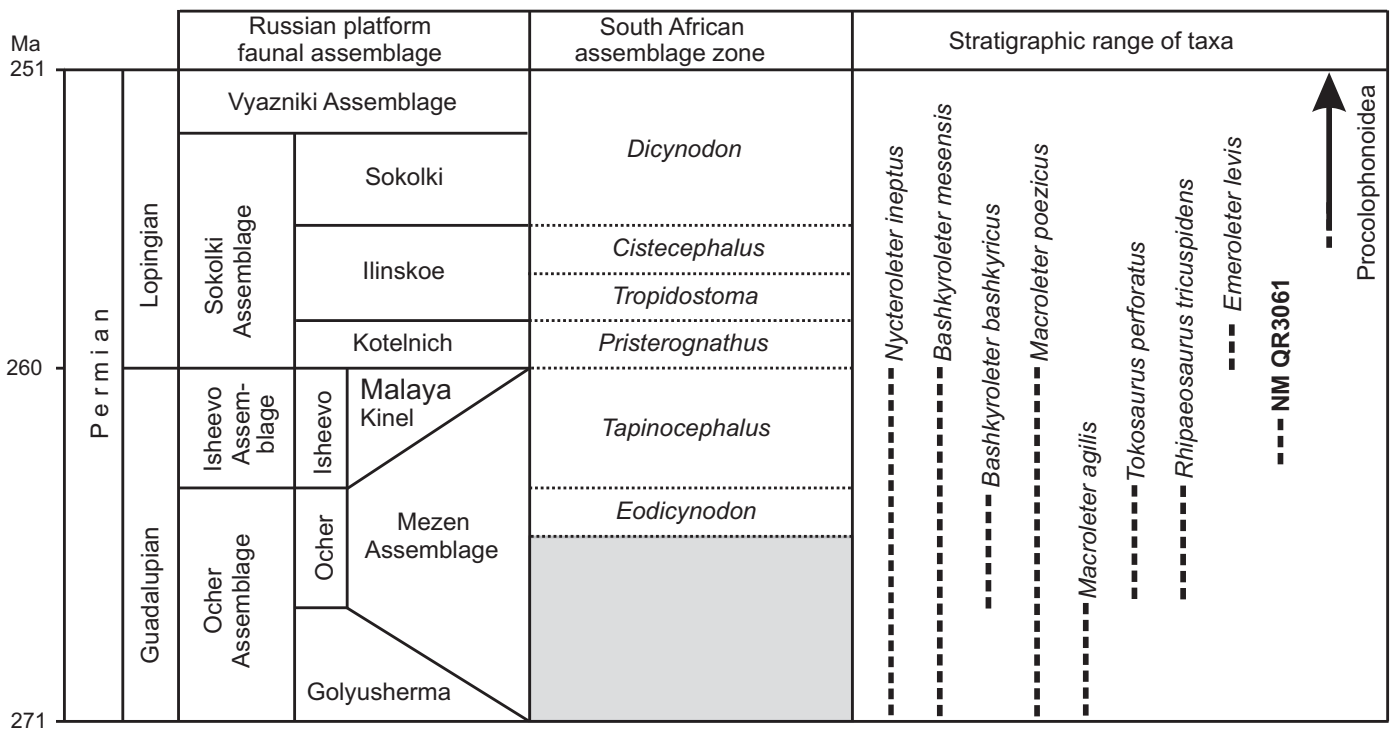 Ma
Russian platform
faunal assemblage
South African
assemblage zone
Stratigraphic range of taxa
251
260
271
Permian
Lopingian
Guadalupian
Vyazniki Assemblage
Sokolki
Assemblage
Sokolki
Ilinskoe
Kotelnich
Isheevo
Assem-
blage
Isheevo
Malaya
Kinel
Ocher
Assemblage
Ocher
Mezen
Assemblage
Golyusherma
Dicynodon
Cistecephalus
Tropidostoma
Pristerognathus
Tapinocephalus
Eodicynodon
Nycteroleter ineptus
Bashkyroleter mesensis
Bashkyroleter bashkyricus
Macroleter poezicus
Macroleter agilis
Tokosaurus perforatus
Rhipaeosaurus tricuspidens
Emeroleter levis
NM QR3061
Procolophonoidea